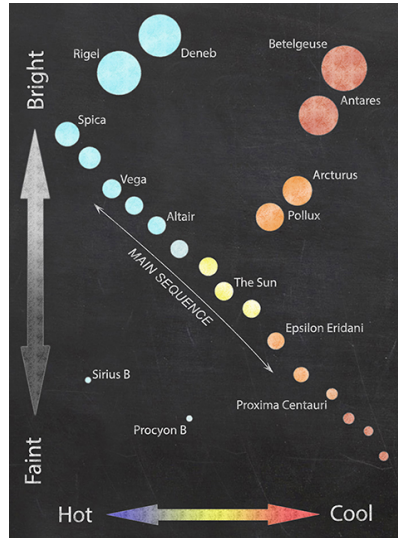 Betelgeuse
Rigel
Deneb
Bright
Antares
Spica
Vega
Arcturus
Altair
Pollux
MAIN SEQUENCE
The Sun
Epsilon Eridani
Sirius B
Proxima Centauri
Procyon B
Faint
Hot
Cool